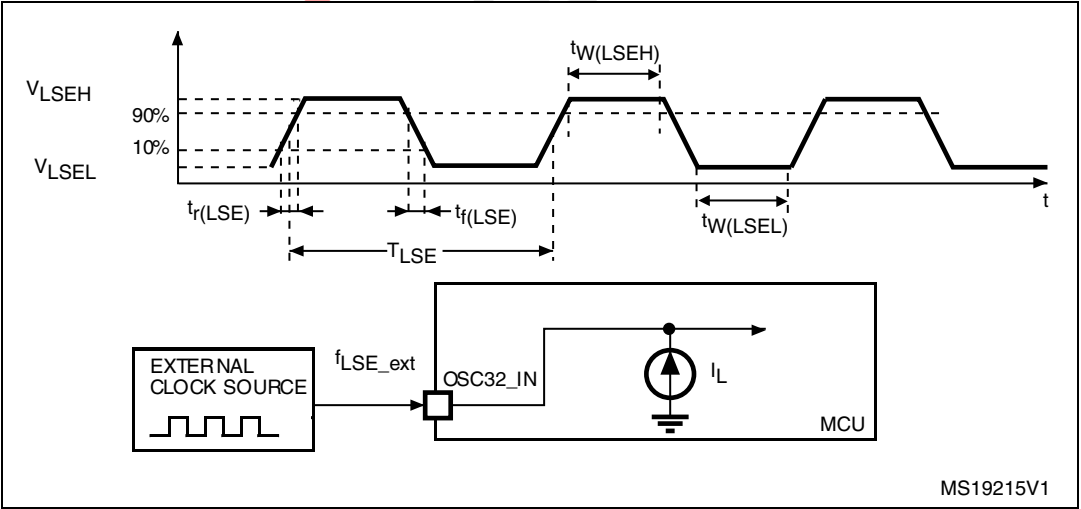 tW(LSEH)
VLSEH
90%
10%
VLSEL
tr(LSE)
tf(LSE)
tW(LSEL)
t
TLSE
EXTERNAL
CLOCK SOURCE
fLSE_ext
OSC32_IN
IL
MCU
MS19215V1